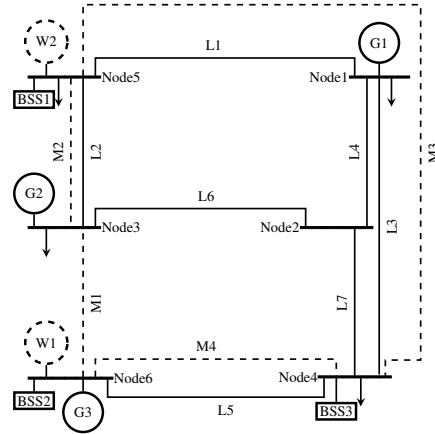 W2
L1
G1
Node5
Node1
BSS1
M2
L2
L4
M3
G2
L6
L3
Node3
Node2
M1
L7
W1
M4
Node6
Node4
BSS2
G3
L5
BSS3